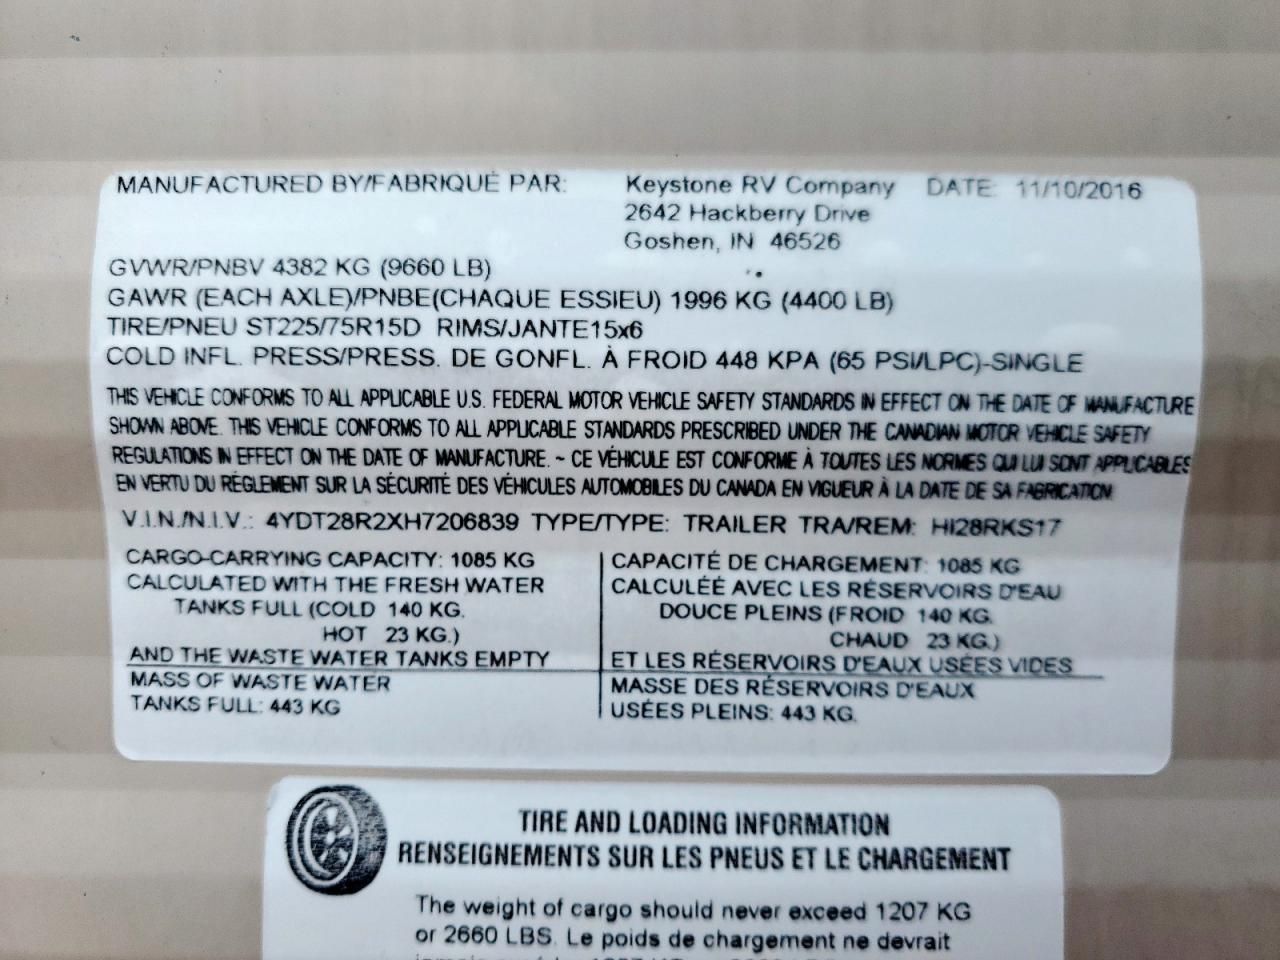 MANUFACTURED BY/FABRIQUÉ PAR: Keystone RV Company DATE: 11/10/2016
2642 Hackberry Drive
Goshen, IN 46526
GVWR/PNBV 4382 KG (9660 LB)
GAWR (EACH AXLE)/PNBE(CHAQUE ESSIEU) 1996 KG (4400 LB)
TIRE/PNEU ST225/75R15D RIMS/JANTE15x6
COLD INFL. PRESS/PRESS. DE GONFL. À FROID 448 KPA (65 PSI/LPC)-SINGLE
THIS VEHICLE CONFORMS TO ALL APPLICABLE U.S. FEDERAL MOTOR VEHICLE SAFETY STANDARDS IN EFFECT ON THE DATE OF MANUFACTURE
SHOWN ABOVE. THIS VEHICLE CONFORMS TO ALL APPLICABLE STANDARDS PRESCRIBED UNDER THE CANADIAN MOTOR VEHICLE SAFETY
REGULATIONS IN EFFECT ON THE DATE OF MANUFACTURE. ~ CE VÉHICULE EST CONFORME À TOUTES LES NORMES QUI LUI SONT APPLICABLES
EN VERTU DU RÈGLEMENT SUR LA SÉCURITÉ DES VÉHICULES AUTOMOBILES DU CANADA EN VIGUEUR À LA DATE DE SA FABRICATION
V.I.N./N.I.V.: 4YDT28R2XH7206839 TYPE/TYPE: TRAILER TRA/REM: HI28RKS17
CARGO-CARRYING CAPACITY: 1085 KG
CALCULATED WITH THE FRESH WATER
TANKS FULL (COLD 140 KG.
HOT 23 KG.)
AND THE WASTE WATER TANKS EMPTY
MASS OF WASTE WATER
TANKS FULL: 443 KG
CAPACITÉ DE CHARGEMENT: 1085 KG
CALCULÉÉ AVEC LES RÉSERVOIRS D'EAU
DOUCE PLEINS (FROID 140 KG.
CHAUD 23 KG.)
ET LES RÉSERVOIRS D'EAUX USÉES VIDES
MASSE DES RÉSERVOIRS D'EAUX
USÉES PLEINS: 443 KG.
TIRE AND LOADING INFORMATION
RENSEIGNEMENTS SUR LES PNEUS ET LE CHARGEMENT
The weight of cargo should never exceed 1207 KG
or 2660 LBS. Le poids de chargement ne devrait